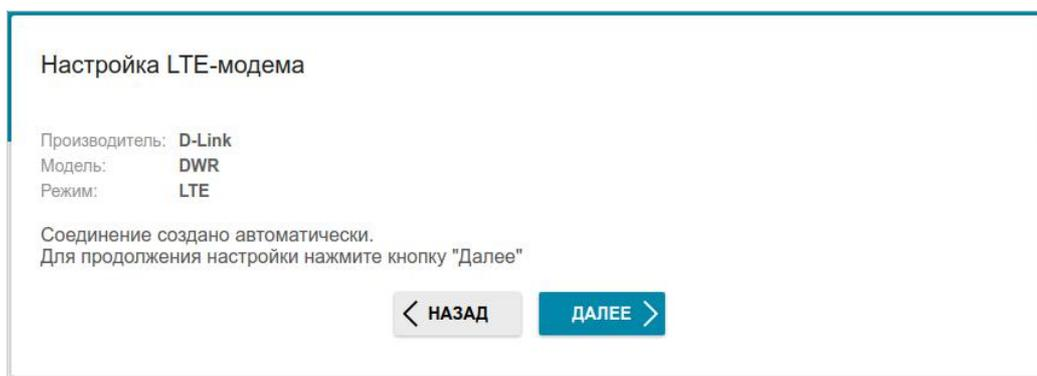 Настройка LTE-модема
Производитель: D-Link
Модель: DWR
Режим: LTE
Соединение создано автоматически.
Для продолжения настройки нажмите кнопку "Далее"
НАЗАД ДАЛЕЕ